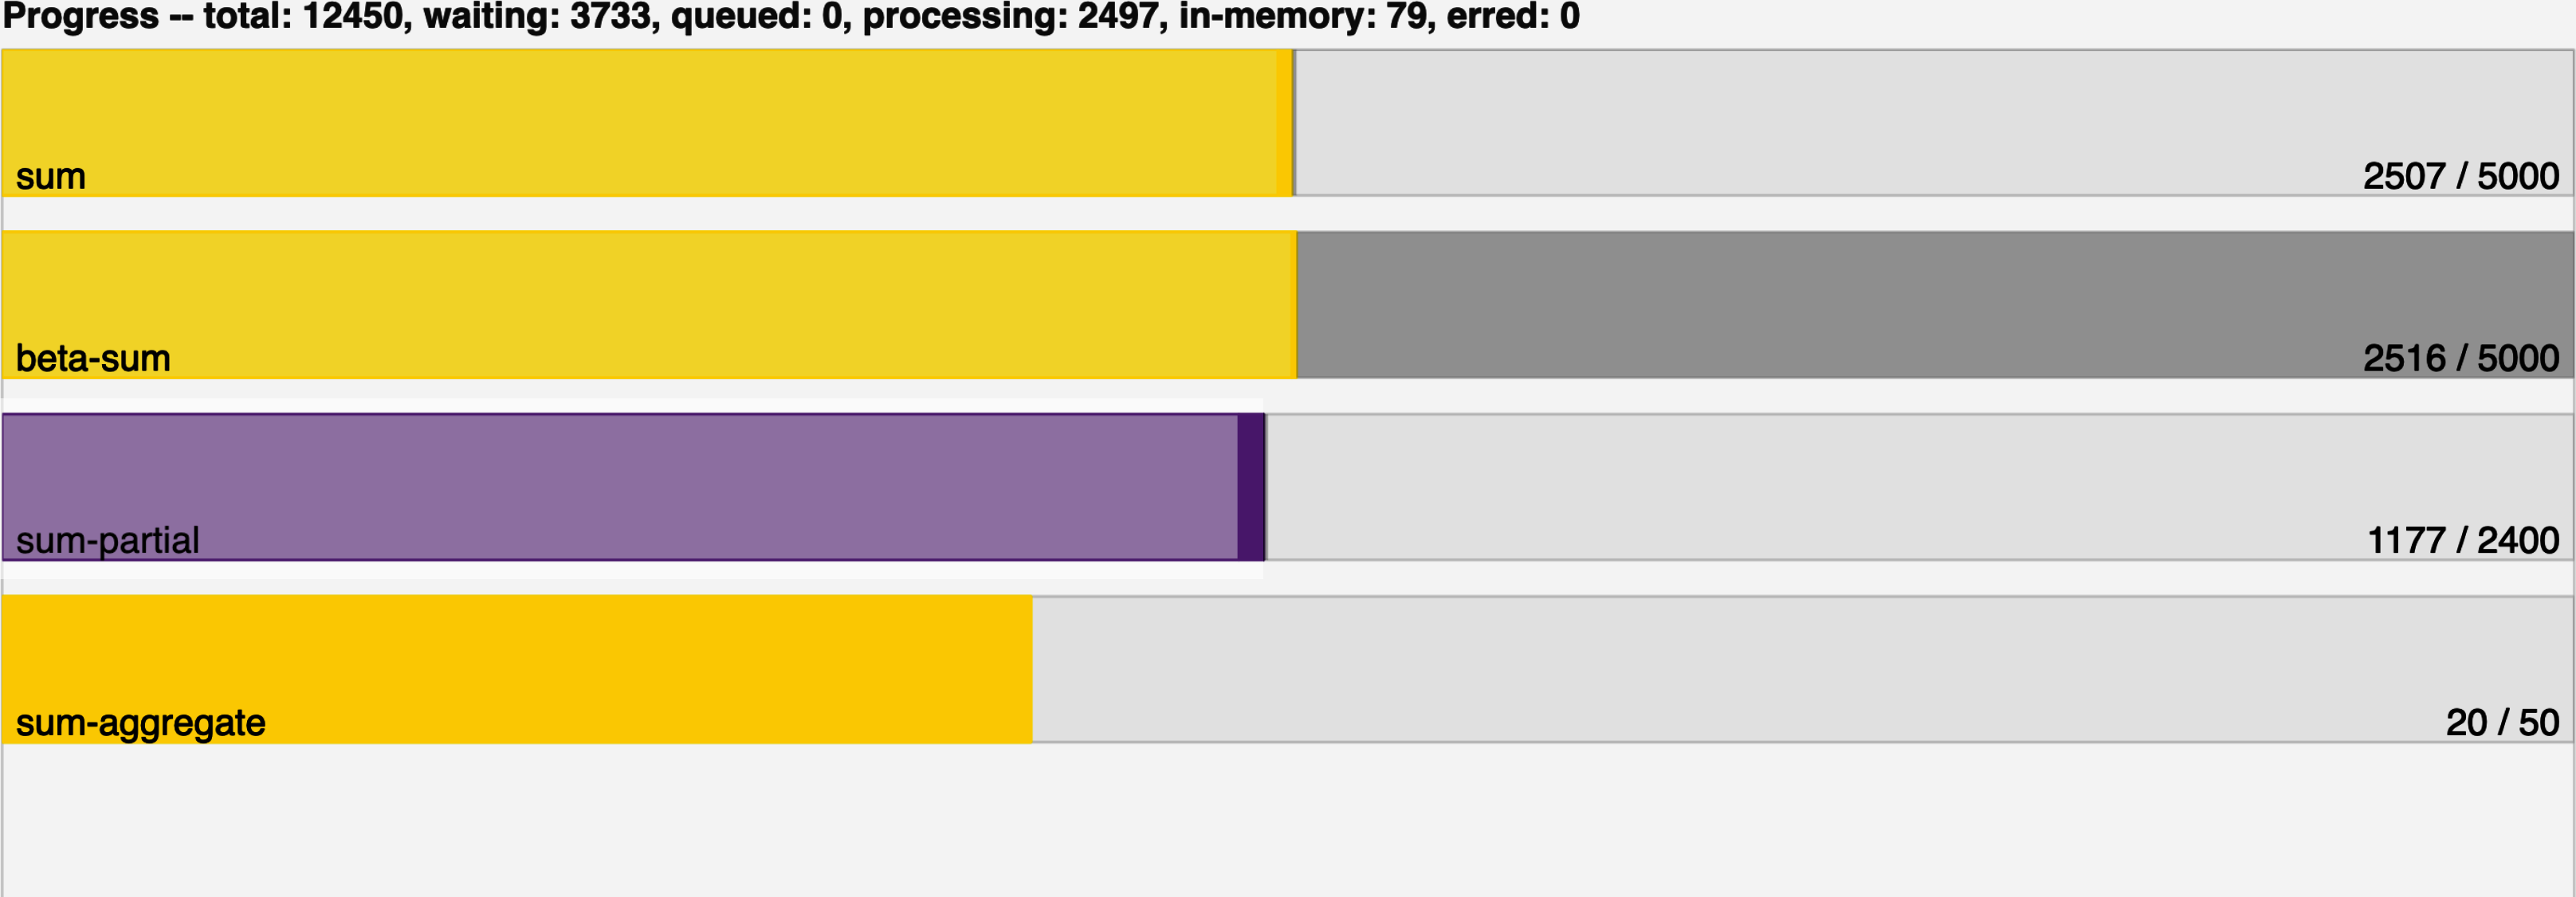 Progress -- total: 12450, waiting: 3733, queued: 0, processing: 2497, in-memory: 79, erred: 0
sum 2507 / 5000
beta-sum 2516 / 5000
sum-partial 1177 / 2400
sum-aggregate 20 / 50